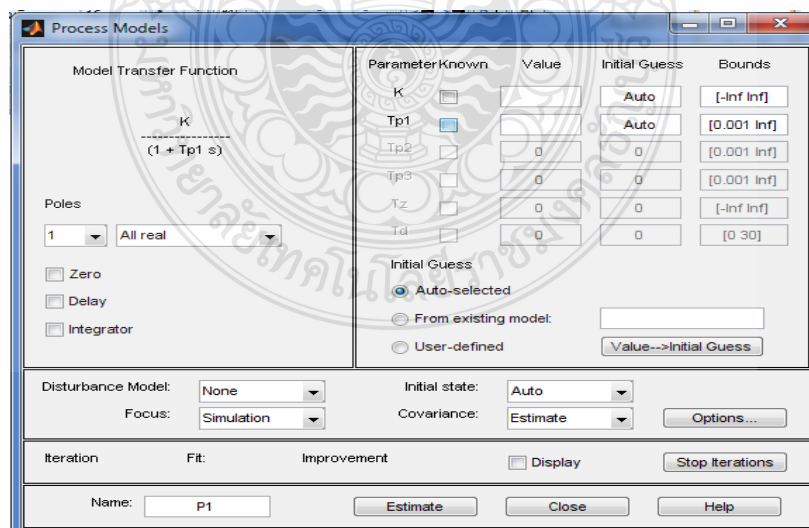 Process Models
Model Transfer Function
K
(1 + Tp1 s)
Poles
1 All real
Zero
Delay
Integrator
Parameter Known Value Initial Guess Bounds
K Auto [-Inf Inf]
Tp1 Auto [0.001 Inf]
Tp2 0 0 [0.001 Inf]
Tp3 0 0 [0.001 Inf]
Tz 0 0 [-Inf Inf]
Td 0 0 [0 30]
Initial Guess
Auto-selected
From existing model:
User-defined Value-->Initial Guess
Disturbance Model: None Initial state: Auto
Focus: Simulation Covariance: Estimate Options...
Iteration Fit: Improvement Display Stop Iterations
Name: P1 Estimate Close Help